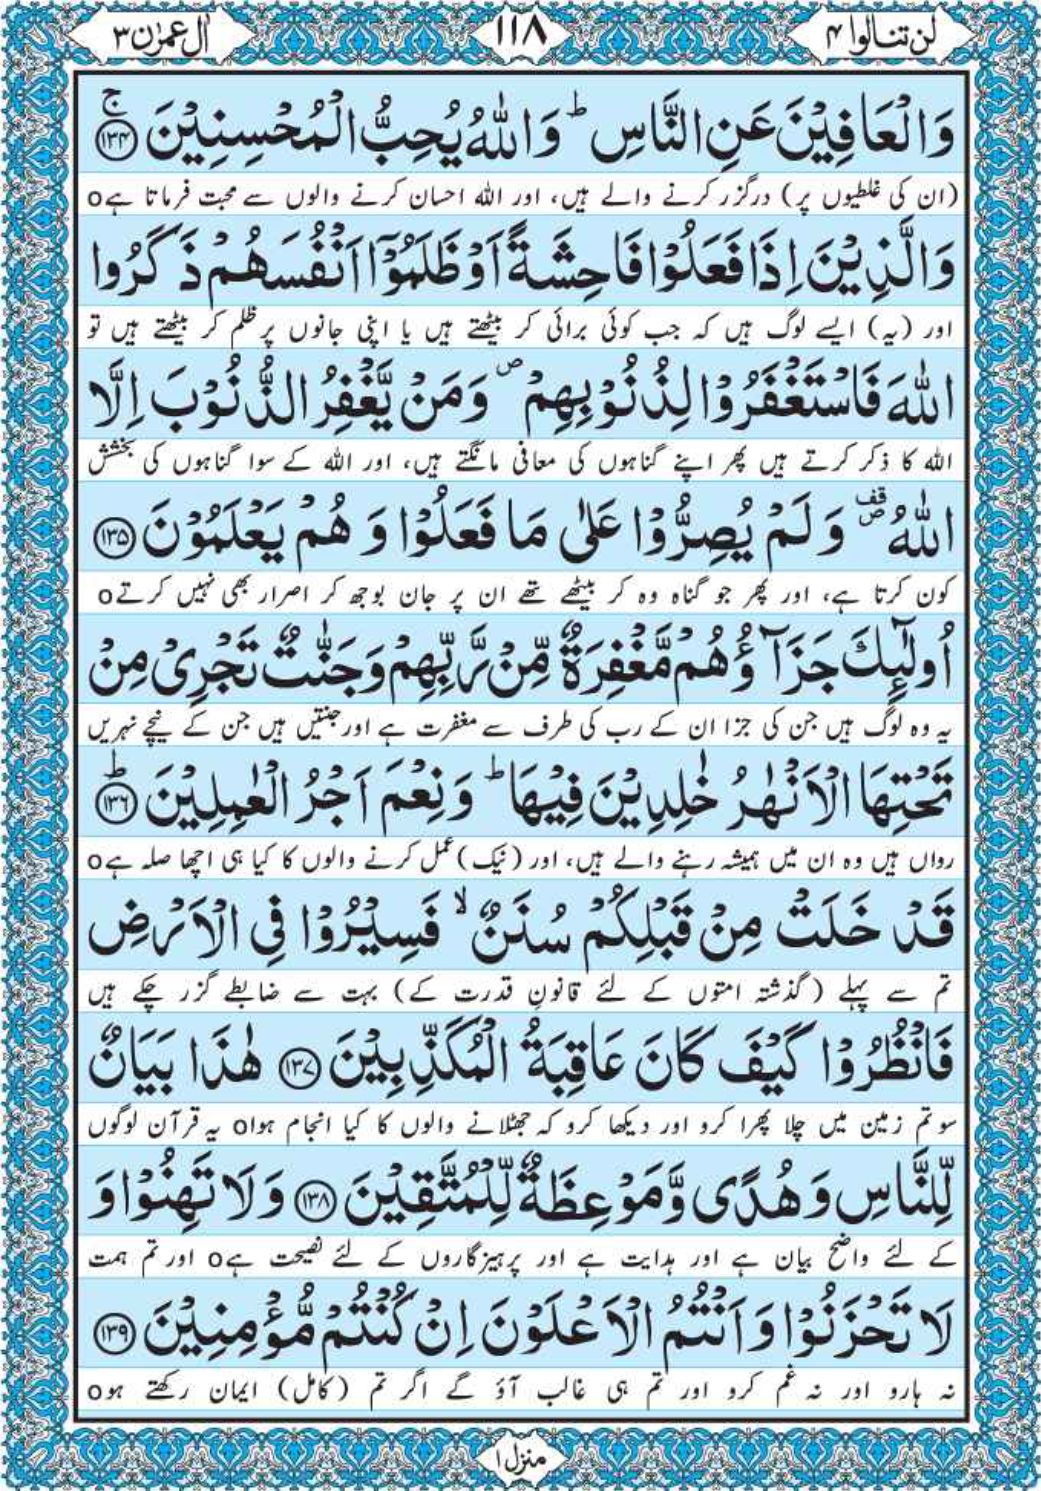 لن تنالوا ۴
۱۱۸
اٰل عمرٰن ۳
وَالْعَافِيْنَ عَنِ النَّاسِ ؕ وَاللّٰهُ يُحِبُّ الْمُحْسِنِيْنَ ۚ﴿۱۳۴﴾
(ان کی غلطیوں پر) درگزر کرنے والے ہیں، اور اللہ احسان کرنے والوں سے محبت فرماتا ہےo
وَالَّذِيْنَ اِذَا فَعَلُوْا فَاحِشَةً اَوْ ظَلَمُوْۤا اَنْفُسَهُمْ ذَكَرُوا
اور (یہ) ایسے لوگ ہیں کہ جب کوئی برائی کر بیٹھتے ہیں یا اپنی جانوں پر ظلم کر بیٹھتے ہیں تو
اللّٰهَ فَاسْتَغْفَرُوْا لِذُنُوْبِهِمْ ۪ وَمَنْ يَّغْفِرُ الذُّنُوْبَ اِلَّا
اللہ کا ذکر کرتے ہیں پھر اپنے گناہوں کی معافی مانگتے ہیں، اور اللہ کے سوا گناہوں کی بخشش
اللّٰهُ ۪۫ وَ لَمْ يُصِرُّوْا عَلٰى مَا فَعَلُوْا وَ هُمْ يَعْلَمُوْنَ ﴿۱۳۵﴾
کون کرتا ہے، اور پھر جو گناہ وہ کر بیٹھے تھے ان پر جان بوجھ کر اصرار بھی نہیں کرتےo
اُولٰٓئِكَ جَزَآؤُهُمْ مَّغْفِرَةٌ مِّنْ رَّبِّهِمْ وَجَنّٰتٌ تَجْرِيْ مِنْ
یہ وہ لوگ ہیں جن کی جزا ان کے رب کی طرف سے مغفرت ہے اور جنتیں ہیں جن کے نیچے نہریں
تَحْتِهَا الْاَنْهٰرُ خٰلِدِيْنَ فِيْهَا ؕ وَنِعْمَ اَجْرُ الْعٰمِلِيْنَ ؕ﴿۱۳۶﴾
رواں ہیں وہ ان میں ہمیشہ رہنے والے ہیں، اور (نیک) عمل کرنے والوں کا کیا ہی اچھا صلہ ہےo
قَدْ خَلَتْ مِنْ قَبْلِكُمْ سُنَنٌ ۙ فَسِيْرُوْا فِي الْاَرْضِ
تم سے پہلے (گذشتہ امتوں کے لئے قانونِ قدرت کے) بہت سے ضابطے گزر چکے ہیں
فَانْظُرُوْا كَيْفَ كَانَ عَاقِبَةُ الْمُكَذِّبِيْنَ ﴿۱۳۷﴾ هٰذَا بَيَانٌ
سو تم زمین میں چلا پھرا کرو اور دیکھا کرو کہ جھٹلانے والوں کا کیا انجام ہواo یہ قرآن لوگوں
لِّلنَّاسِ وَ هُدًى وَّمَوْعِظَةٌ لِّلْمُتَّقِيْنَ ﴿۱۳۸﴾ وَلَا تَهِنُوْا وَ
کے لئے واضح بیان ہے اور ہدایت ہے اور پرہیزگاروں کے لئے نصیحت ہےo اور تم ہمت
لَا تَحْزَنُوْا وَ اَنْتُمُ الْاَعْلَوْنَ اِنْ كُنْتُمْ مُّؤْمِنِيْنَ ﴿۱۳۹﴾
نہ ہارو اور نہ غم کرو اور تم ہی غالب آؤ گے اگر تم (کامل) ایمان رکھتے ہوo
منزل ۱